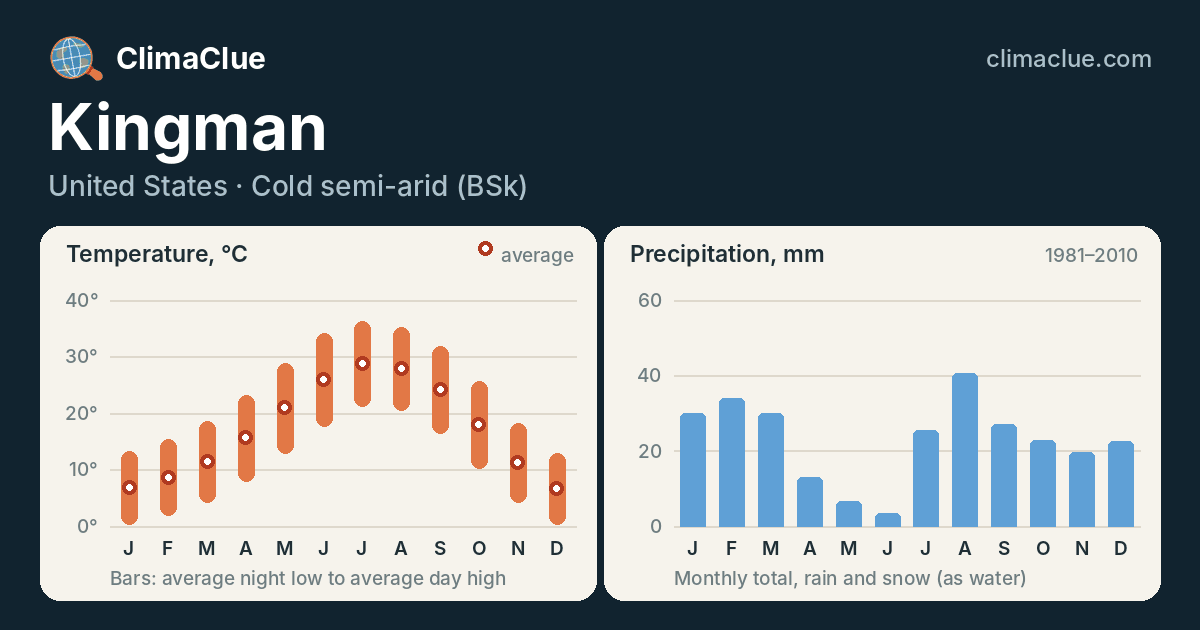 ClimaClue
climaclue.com
Kingman
United States · Cold semi-arid (BSk)
Temperature, °C
average
40°
30°
20°
10°
0°
J F M A M J J A S O N D
Bars: average night low to average day high
Precipitation, mm
1981–2010
60
40
20
0
J F M A M J J A S O N D
Monthly total, rain and snow (as water)